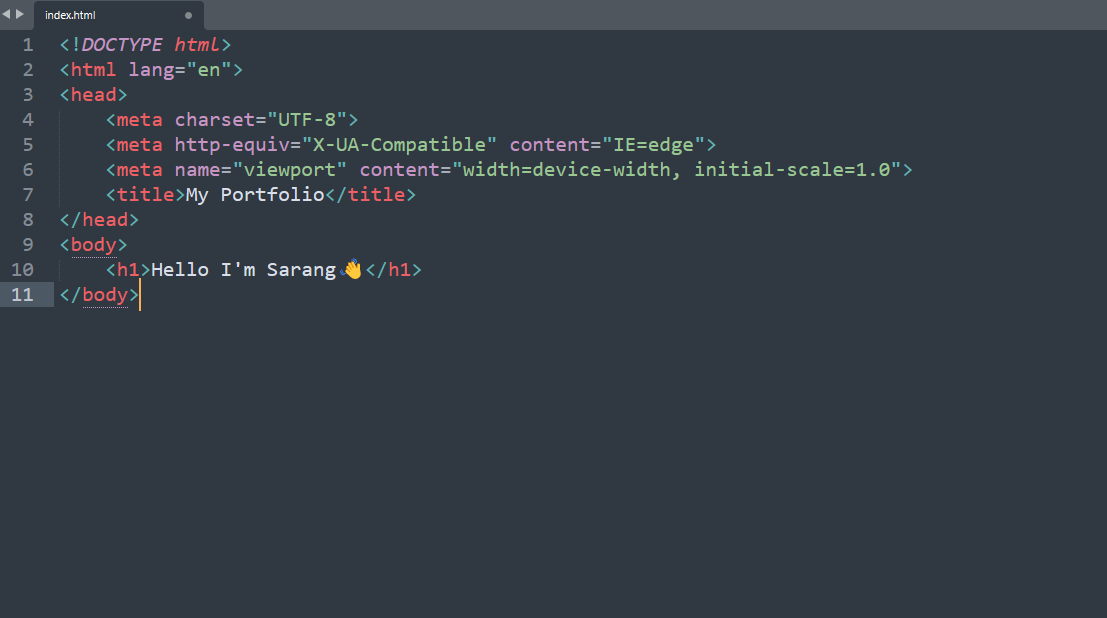 index.html
1 <!DOCTYPE html>
2 <html lang="en">
3 <head>
4     <meta charset="UTF-8">
5     <meta http-equiv="X-UA-Compatible" content="IE=edge">
6     <meta name="viewport" content="width=device-width, initial-scale=1.0">
7     <title>My Portfolio</title>
8 </head>
9 <body>
10     <h1>Hello I'm Sarang👋</h1>
11 </body>